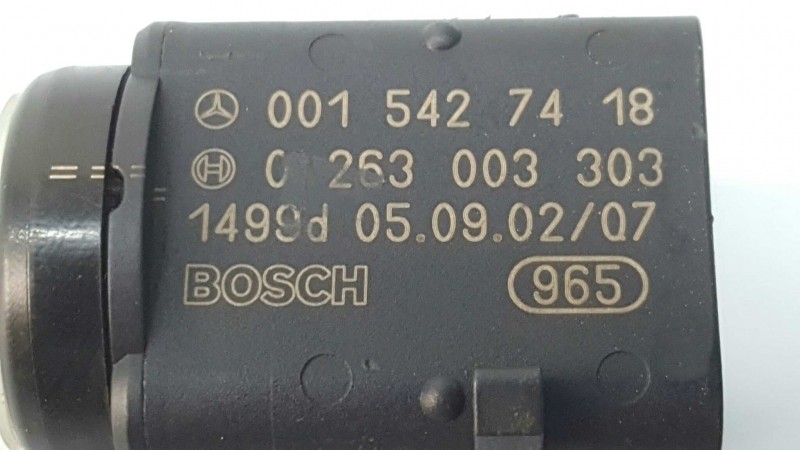 001 542 74 18
0 263 003 303
1499d 05.09.02/07
BOSCH 965